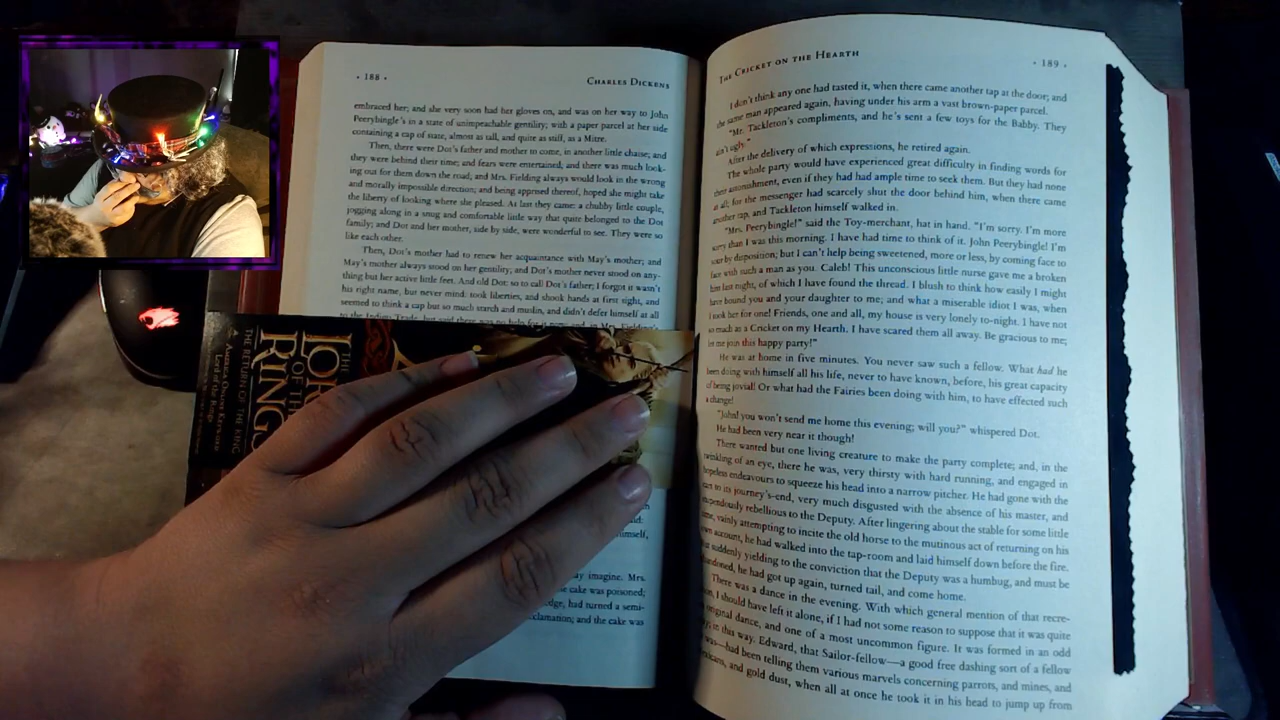 • 188 •
CHARLES DICKENS
embraced her; and she very soon had her gloves on, and was on her way to John
Peerybingle's in a state of unimpeachable gentility; with a paper parcel at her side
containing a cap of state, almost as tall, and quite as stiff, as a Mitre.
Then, there were Dot's father and mother to come, in another little chaise; and
they were behind their time; and fears were entertained; and there was much look-
ing out for them down the road; and Mrs. Fielding always would look in the wrong
and morally impossible direction; and being apprised thereof, hoped she might take
the liberty of looking where she pleased. At last they came: a chubby little couple,
jogging along in a snug and comfortable little way that quite belonged to the Dot
family; and Dot and her mother, side by side, were wonderful to see. They were so
like each other.
Then, Dot's mother had to renew her acquaintance with May's mother; and
May's mother always stood on her gentility; and Dot's mother never stood on any-
thing but her active little feet. And old Dot: so to call Dot's father; I forgot it wasn't
his right name, but never mind: took liberties, and shook hands at first sight, and
seemed to think a cap but so much starch and muslin, and didn't defer himself at all
to the Indigo Trade, but said there was no help for it now; and, in Mrs. Fielding's
THE
LORD
OF THE
RINGS
THE RETURN OF THE KING
Lord of the Rings
said:
himself,
may imagine. Mrs.
the cake was poisoned;
had turned a semi-
and the cake was
THE CRICKET ON THE HEARTH
• 189 •
I don't think any one had tasted it, when there came another tap at the door; and
the same man appeared again, having under his arm a vast brown-paper parcel.
"Mr. Tackleton's compliments, and he's sent a few toys for the Babby. They
ain't ugly."
After the delivery of which expressions, he retired again.
The whole party would have experienced great difficulty in finding words for
their astonishment, even if they had had ample time to seek them. But they had none
at all; for the messenger had scarcely shut the door behind him, when there came
another tap, and Tackleton himself walked in.
"Mrs. Peerybingle!" said the Toy-merchant, hat in hand. "I'm sorry. I'm more
sorry than I was this morning. I have had time to think of it. John Peerybingle! I'm
sour by disposition; but I can't help being sweetened, more or less, by coming face to
face with such a man as you. Caleb! This unconscious little nurse gave me a broken
hint last night, of which I have found the thread. I blush to think how easily I might
have bound you and your daughter to me; and what a miserable idiot I was, when
I took her for one! Friends, one and all, my house is very lonely to-night. I have not
so much as a Cricket on my Hearth. I have scared them all away. Be gracious to me;
let me join this happy party!"
He was at home in five minutes. You never saw such a fellow. What had he
been doing with himself all his life, never to have known, before, his great capacity
of being jovial! Or what had the Fairies been doing with him, to have effected such
a change!
"John! you won't send me home this evening; will you?" whispered Dot.
He had been very near it though!
There wanted but one living creature to make the party complete; and, in the
twinkling of an eye, there he was, very thirsty with hard running, and engaged in
hopeless endeavours to squeeze his head into a narrow pitcher. He had gone with the
cart to its journey's-end, very much disgusted with the absence of his master, and
stupendously rebellious to the Deputy. After lingering about the stable for some little
time, vainly attempting to incite the old horse to the mutinous act of returning on his
own account, he had walked into the tap-room and laid himself down before the fire.
But suddenly yielding to the conviction that the Deputy was a humbug, and must be
abandoned, he had got up again, turned tail, and come home.
There was a dance in the evening. With which general mention of that recre-
ation, I should have left it alone, if I had not some reason to suppose that it was quite
original dance, and one of a most uncommon figure. It was formed in an odd
way; in this way. Edward, that Sailor-fellow—a good free dashing sort of a fellow
was—had been telling them various marvels concerning parrots, and mines, and
Mexicans, and gold dust, when all at once he took it in his head to jump up from